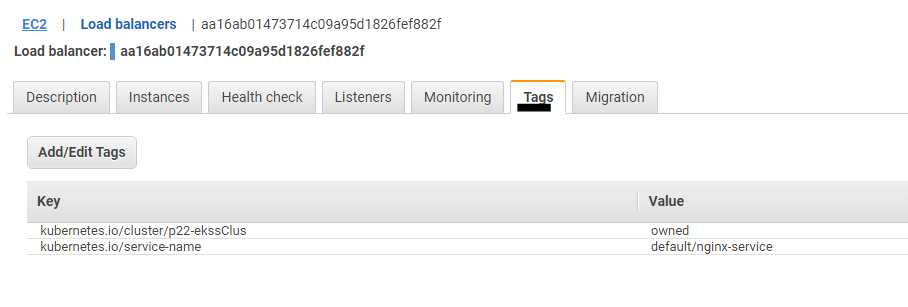 EC2 | Load balancers | aa16ab01473714c09a95d1826fef882f
Load balancer: aa16ab01473714c09a95d1826fef882f
Description Instances Health check Listeners Monitoring Tags Migration
Add/Edit Tags
Key Value
kubernetes.io/cluster/p22-ekssClus owned
kubernetes.io/service-name default/nginx-service